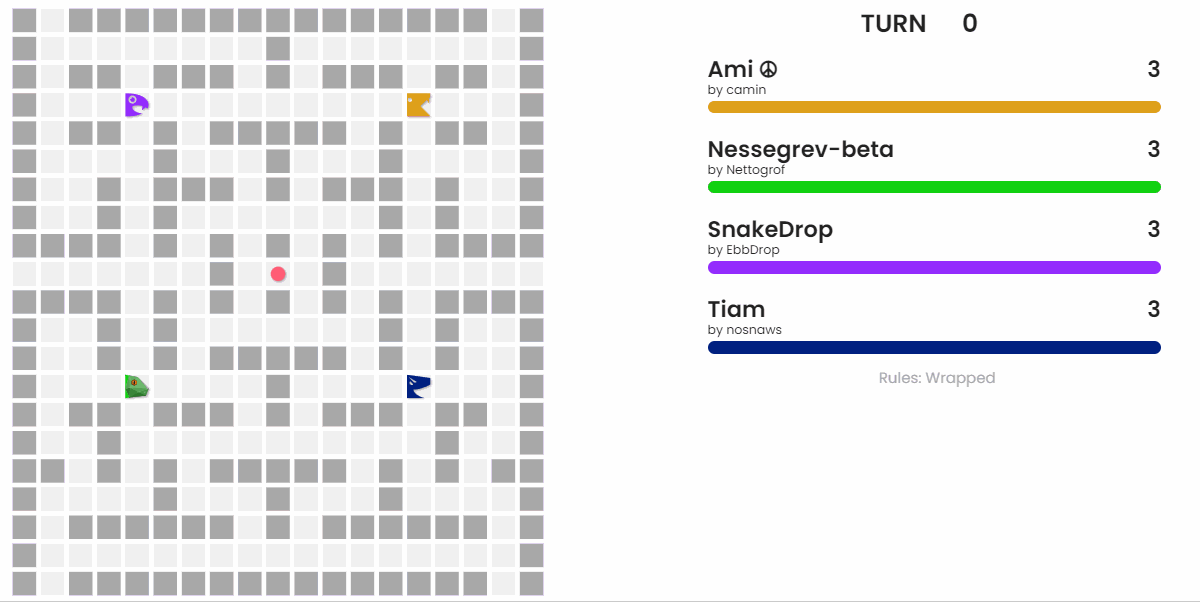 TURN 0
Ami ☮ 3
by camin
Nessegrev-beta 3
by Nettogrof
SnakeDrop 3
by EbbDrop
Tiam 3
by nosnaws
Rules: Wrapped